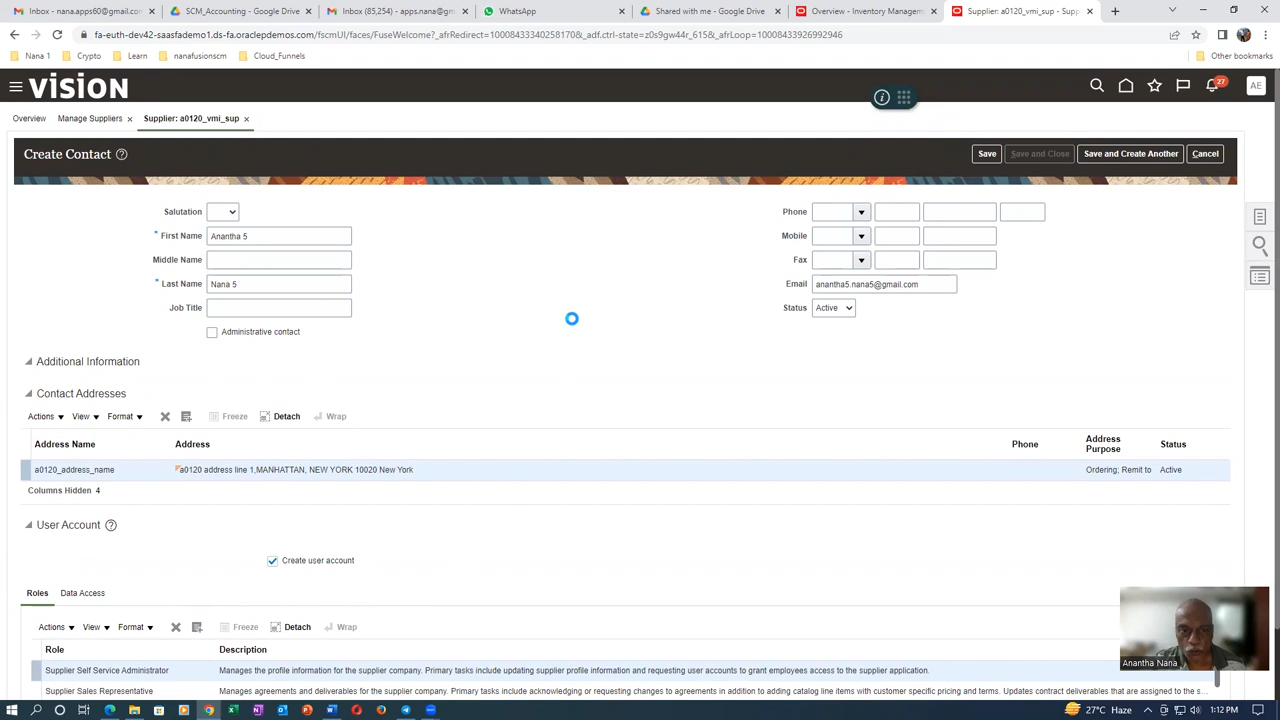 Inbox - nana.apps60@gmail.com
SCM_Accounting - Google Drive
Inbox (85,254) - apps.nana@gm
WhatsApp
Shared with me - Google Drive
Overview - Inventory Managem
Supplier: a0120_vmi_sup - Supp
fa-euth-dev42-saasfademo1.ds-fa.oraclepdemos.com/fscmUI/faces/FuseWelcome?_afrLoop=100084333926992946
Nana 1
Crypto
Learn
nanafusionscm
Cloud_Funnels
Other bookmarks
VISION
27
AE
Overview
Manage Suppliers
Supplier: a0120_vmi_sup
Create Contact
Save
Save and Close
Save and Create Another
Cancel
Salutation
Phone
First Name Anantha 5
Mobile
Middle Name
Fax
Last Name Nana 5
Email anantha5.nana5@gmail.com
Job Title
Status Active
Administrative contact
Additional Information
Contact Addresses
Actions View Format Freeze Detach Wrap
Address Name Address Phone Address Purpose Status
a0120_address_name a0120 address line 1,MANHATTAN, NEW YORK 10020 New York Ordering; Remit to Active
Columns Hidden 4
User Account
Create user account
Roles Data Access
Actions View Format Freeze Detach Wrap
Role Description
Supplier Self Service Administrator Manages the profile information for the supplier company. Primary tasks include updating supplier profile information and requesting user accounts to grant employees access to the supplier application.
Supplier Sales Representative Manages agreements and deliverables for the supplier company. Primary tasks include acknowledging or requesting changes to agreements in addition to adding catalog line items with customer specific pricing and terms. Updates contract deliverables that are assigned to the s...
Anantha Nana
27°C Haze
1:12 PM